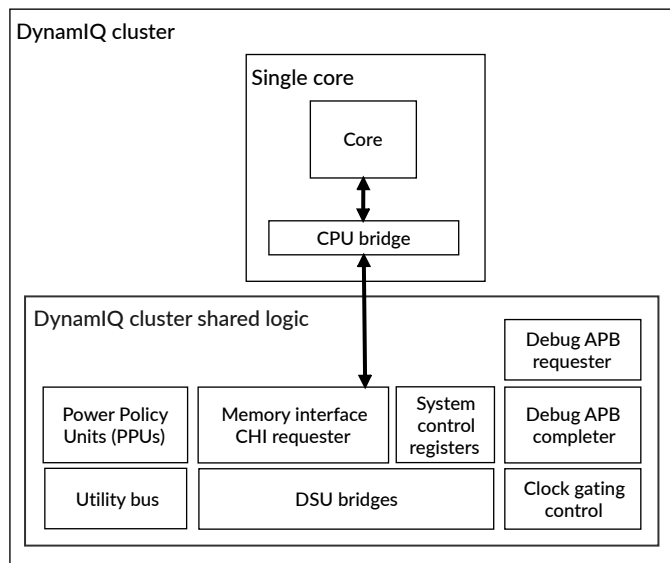 DynamIQ cluster
Single core
Core
CPU bridge
DynamIQ cluster shared logic
Debug APB
requester
Power Policy
Units (PPUs)
Memory interface
CHI requester
System
control
registers
Debug APB
completer
Utility bus
DSU bridges
Clock gating
control